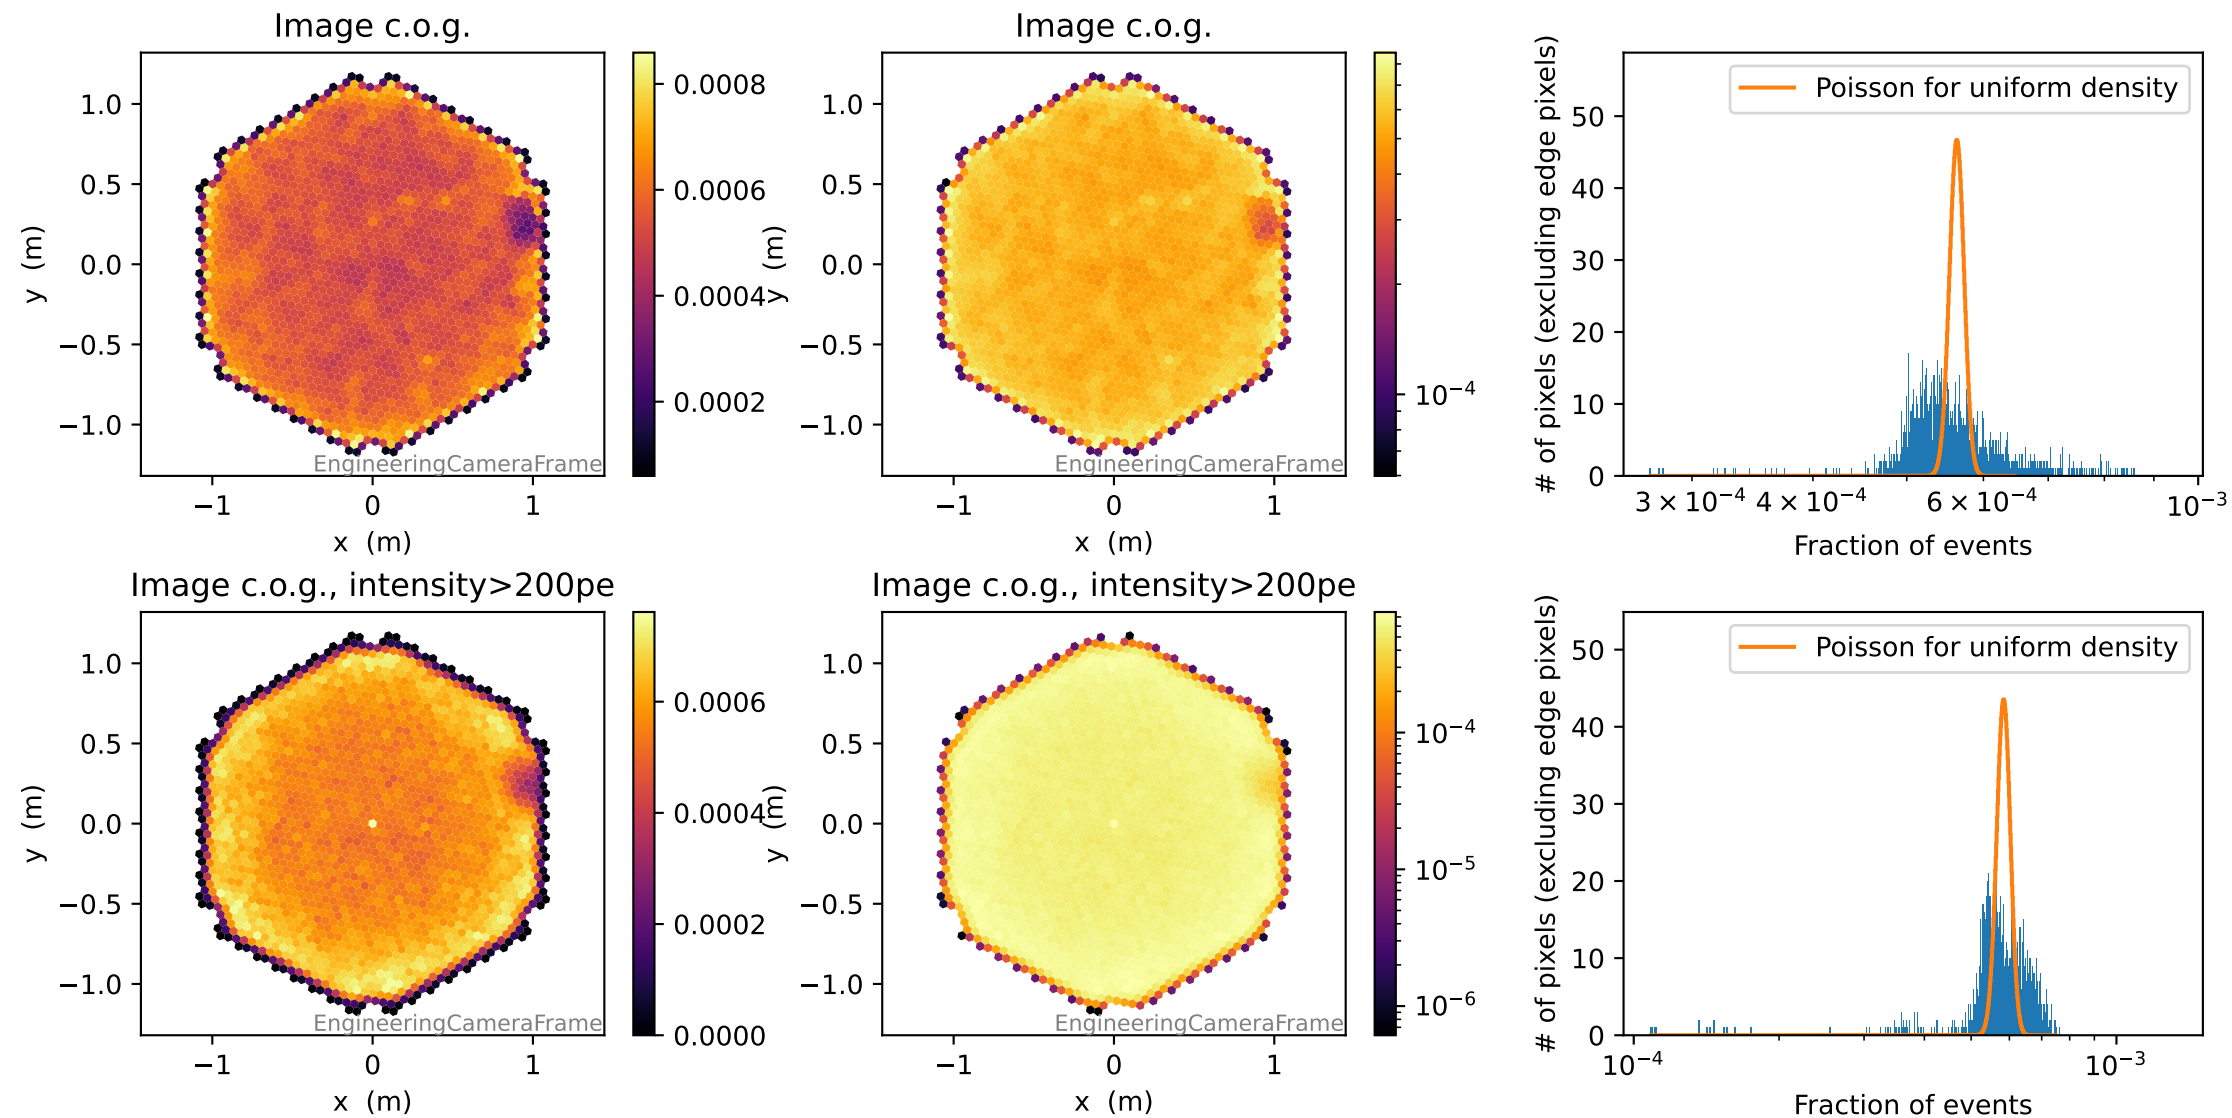 Image c.o.g.
1.0
0.5
0.0
−0.5
−1.0
y (m)
−1
0
1
x (m)
EngineeringCameraFrame
0.0008
0.0006
0.0004
0.0002
Image c.o.g.
1.0
0.5
0.0
−0.5
−1.0
y (m)
−1
0
1
x (m)
EngineeringCameraFrame
10⁻⁴
# of pixels (excluding edge pixels)
50
40
30
20
10
0
Poisson for uniform density
3 × 10⁻⁴
4 × 10⁻⁴
6 × 10⁻⁴
10⁻³
Fraction of events
Image c.o.g., intensity>200pe
1.0
0.5
0.0
−0.5
−1.0
y (m)
−1
0
1
x (m)
EngineeringCameraFrame
0.0006
0.0004
0.0002
0.0000
Image c.o.g., intensity>200pe
1.0
0.5
0.0
−0.5
−1.0
y (m)
−1
0
1
x (m)
EngineeringCameraFrame
10⁻⁴
10⁻⁵
10⁻⁶
# of pixels (excluding edge pixels)
50
40
30
20
10
0
Poisson for uniform density
10⁻⁴
10⁻³
Fraction of events